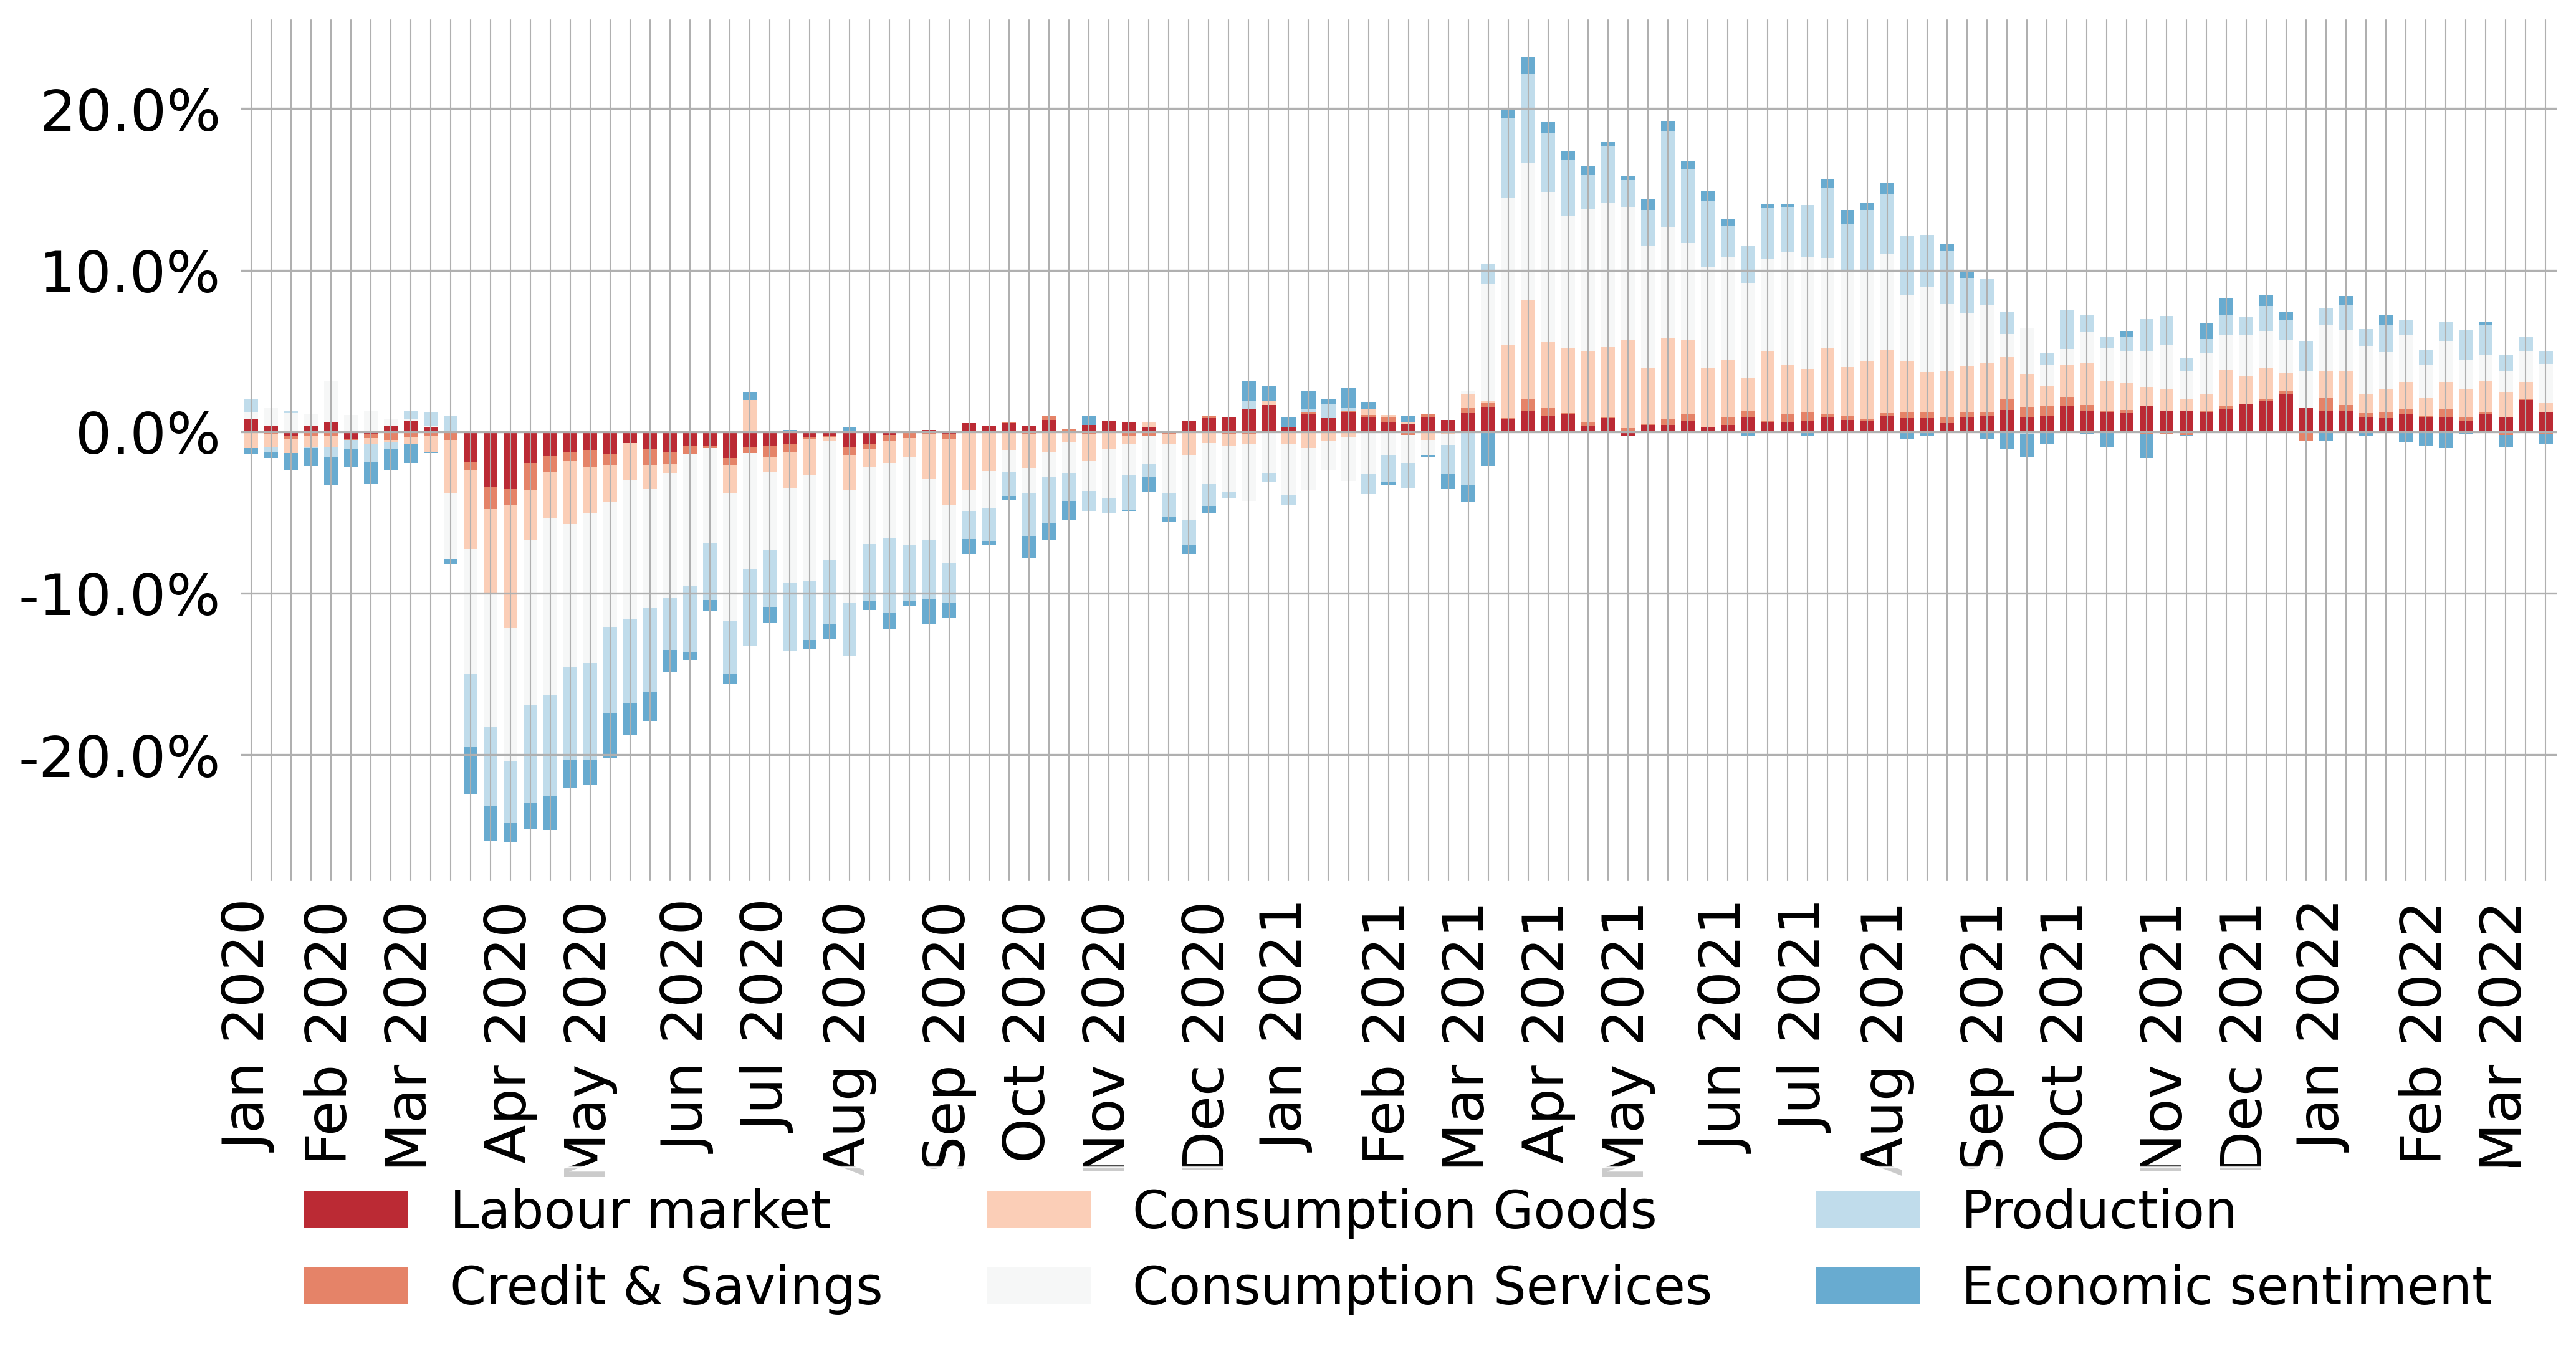 20.0%
10.0%
0.0%
-10.0%
-20.0%
Jan 2020
Feb 2020
Mar 2020
Apr 2020
May 2020
Jun 2020
Jul 2020
Aug 2020
Sep 2020
Oct 2020
Nov 2020
Dec 2020
Jan 2021
Feb 2021
Mar 2021
Apr 2021
May 2021
Jun 2021
Jul 2021
Aug 2021
Sep 2021
Oct 2021
Nov 2021
Dec 2021
Jan 2022
Feb 2022
Mar 2022
Labour market
Credit & Savings
Consumption Goods
Consumption Services
Production
Economic sentiment